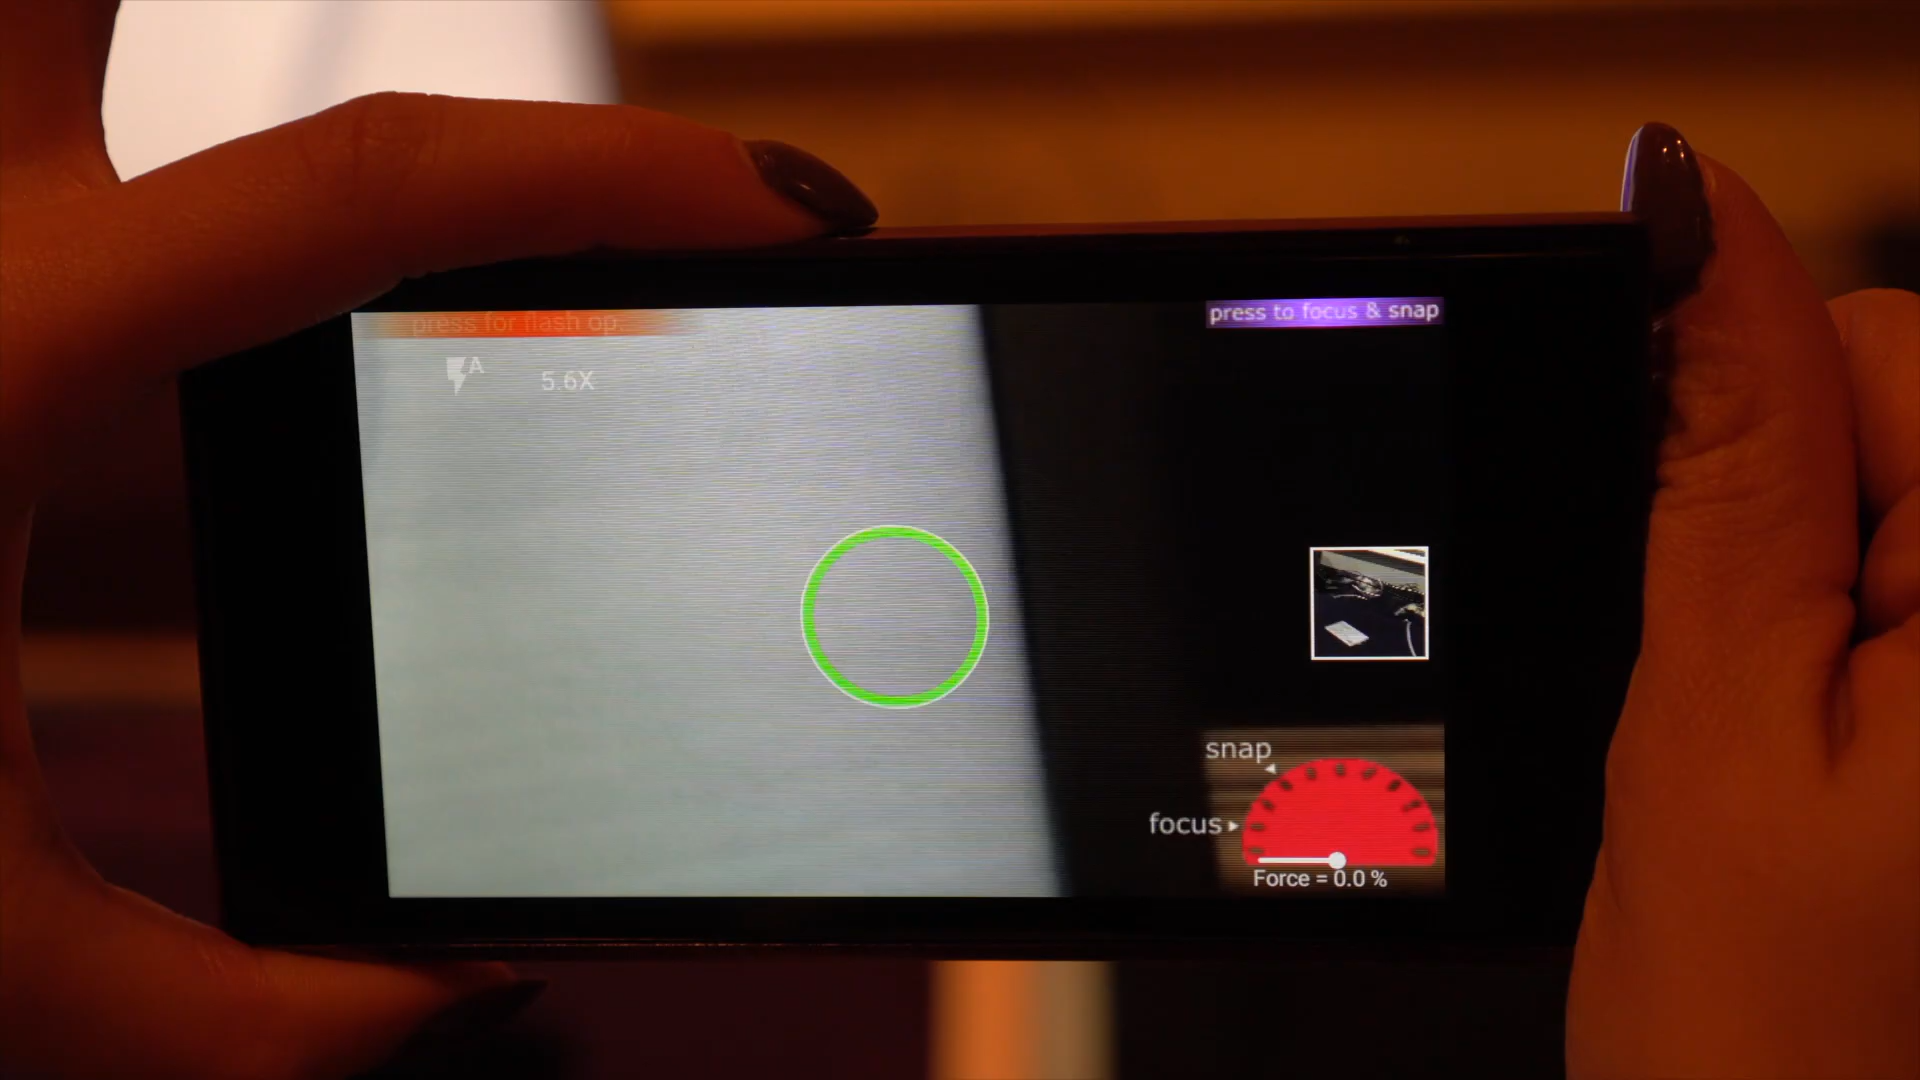 press for flash op.
press to focus & snap
A
5.6X
snap
focus
Force = 0.0 %